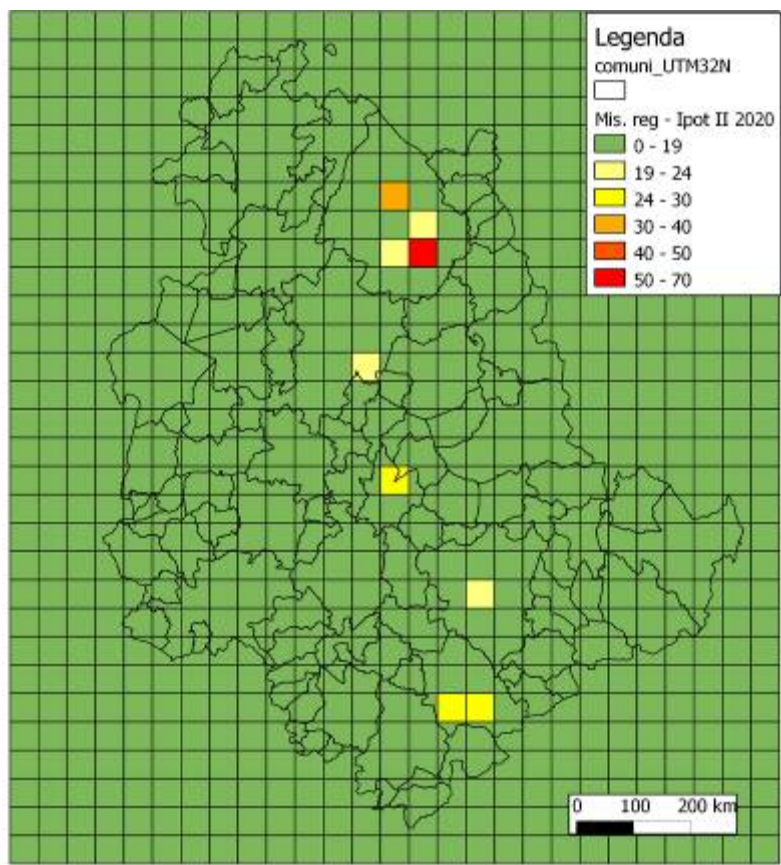 Legenda
comuni_UTM32N
Mis. reg - Ipot II 2020
0 - 19
19 - 24
24 - 30
30 - 40
40 - 50
50 - 70
0 100 200 km